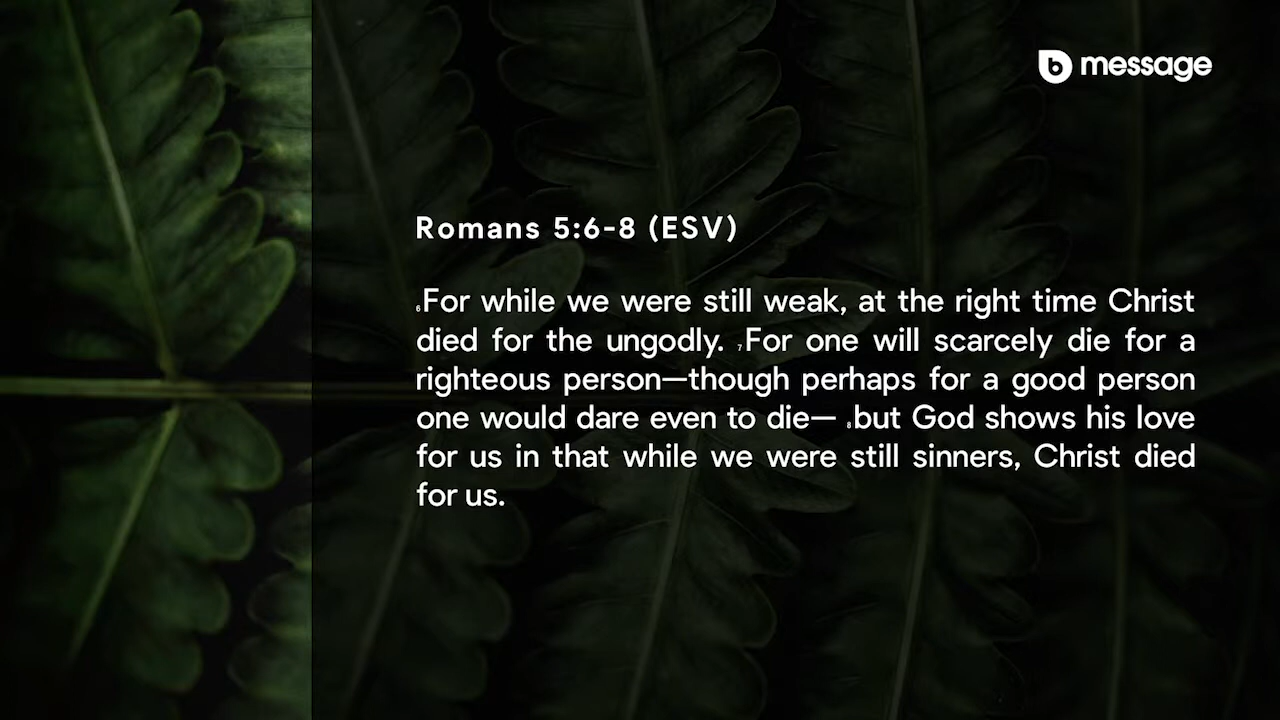 b message
Romans 5:6-8 (ESV)
6For while we were still weak, at the right time Christ
died for the ungodly. 7For one will scarcely die for a
righteous person—though perhaps for a good person
one would dare even to die— 8but God shows his love
for us in that while we were still sinners, Christ died
for us.